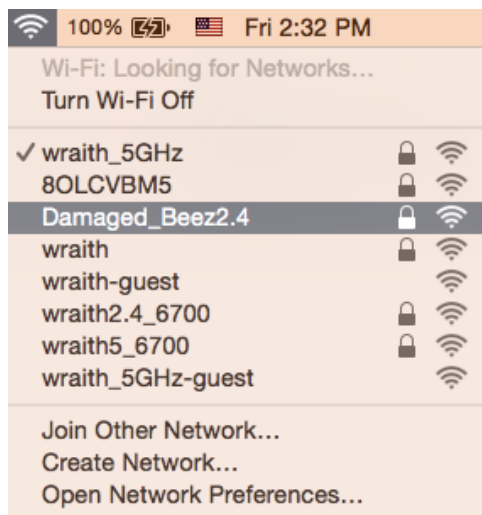 100% Fri 2:32 PM
Wi-Fi: Looking for Networks...
Turn Wi-Fi Off
wraith_5GHz
8OLCVBM5
Damaged_Beez2.4
wraith
wraith-guest
wraith2.4_6700
wraith5_6700
wraith_5GHz-guest
Join Other Network...
Create Network...
Open Network Preferences...